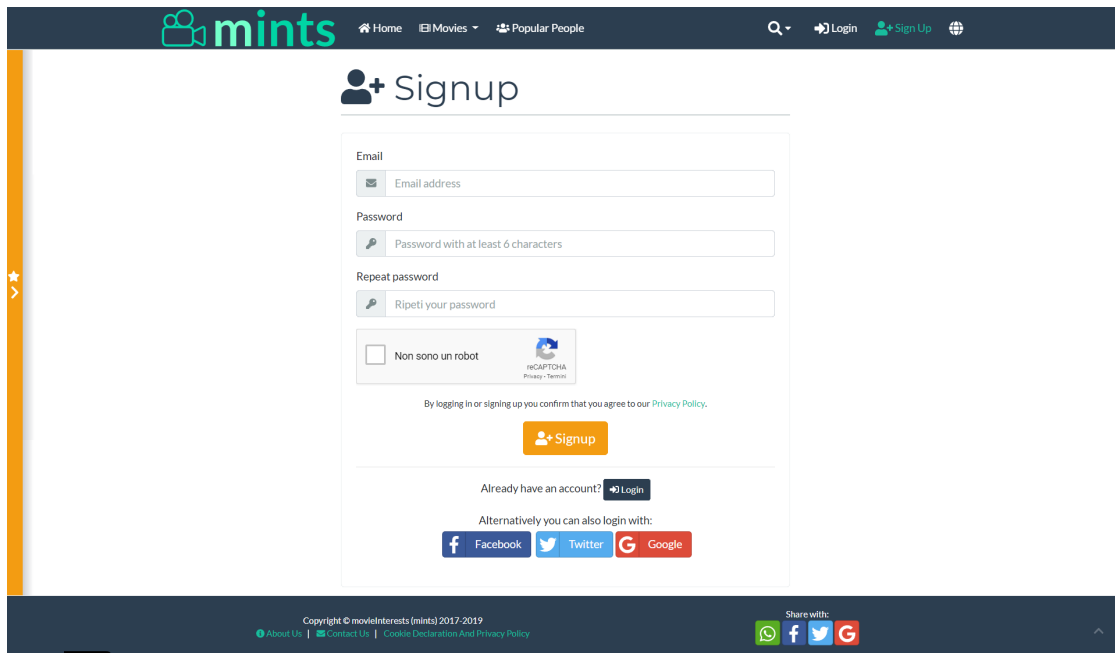 mints Home Movies Popular People Login Sign Up
Signup
Email
Email address
Password
Password with at least 6 characters
Repeat password
Ripeti your password
Non sono un robot
reCAPTCHA
Privacy - Termini
By logging in or signing up you confirm that you agree to our Privacy Policy.
Signup
Already have an account? Login
Alternatively you can also login with:
Facebook Twitter Google
Copyright © movieInterests (mints) 2017-2019
About Us | Contact Us | Cookie Declaration And Privacy Policy
Share with: